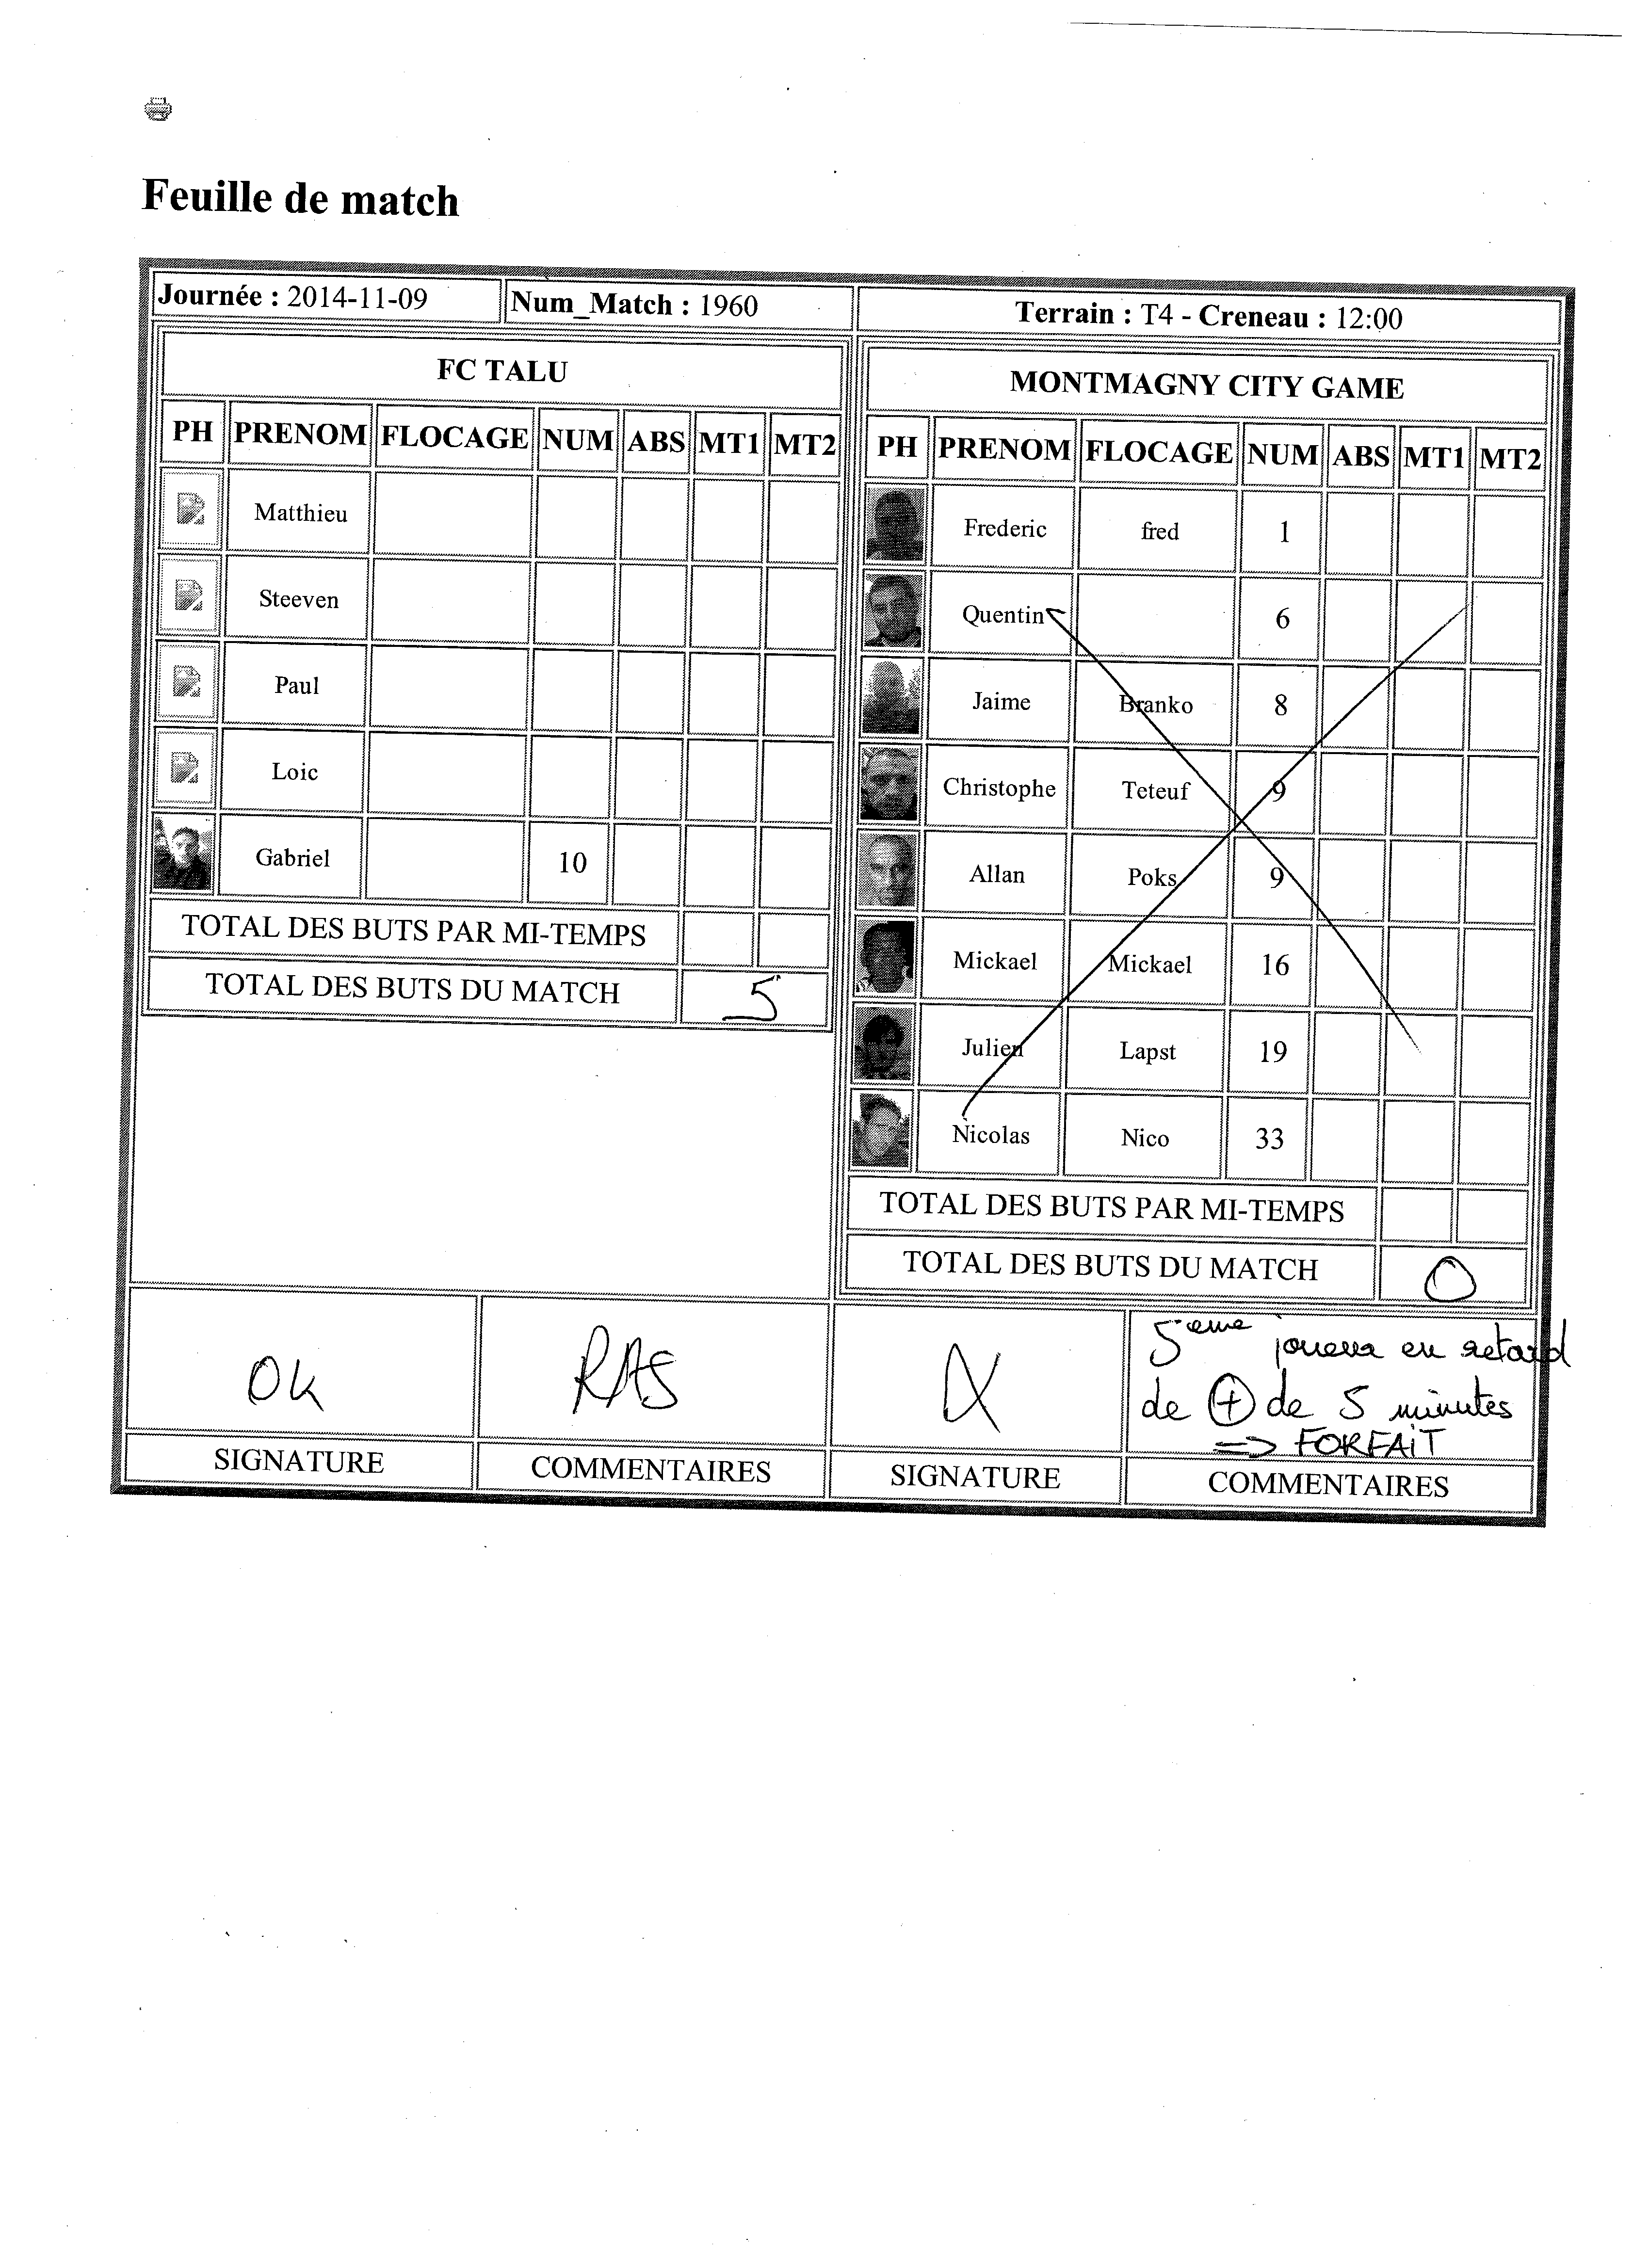 Feuille de match
Journée : 2014-11-09 Num_Match : 1960 Terrain : T4 - Creneau : 12:00
FC TALU
PH PRENOM FLOCAGE NUM ABS MT1 MT2
Matthieu
Steeven
Paul
Loic
Gabriel 10
TOTAL DES BUTS PAR MI-TEMPS
TOTAL DES BUTS DU MATCH 5
MONTMAGNY CITY GAME
PH PRENOM FLOCAGE NUM ABS MT1 MT2
Frederic fred 1
Quentin 6
Jaime Branko 8
Christophe Teteuf 9
Allan Poks 9
Mickael Mickael 16
Julien Lapst 19
Nicolas Nico 33
TOTAL DES BUTS PAR MI-TEMPS
TOTAL DES BUTS DU MATCH 0
Ok
SIGNATURE
RAS
COMMENTAIRES
SIGNATURE
5eme joueur en retard
de + de 5 minutes
=> FORFAIT
COMMENTAIRES